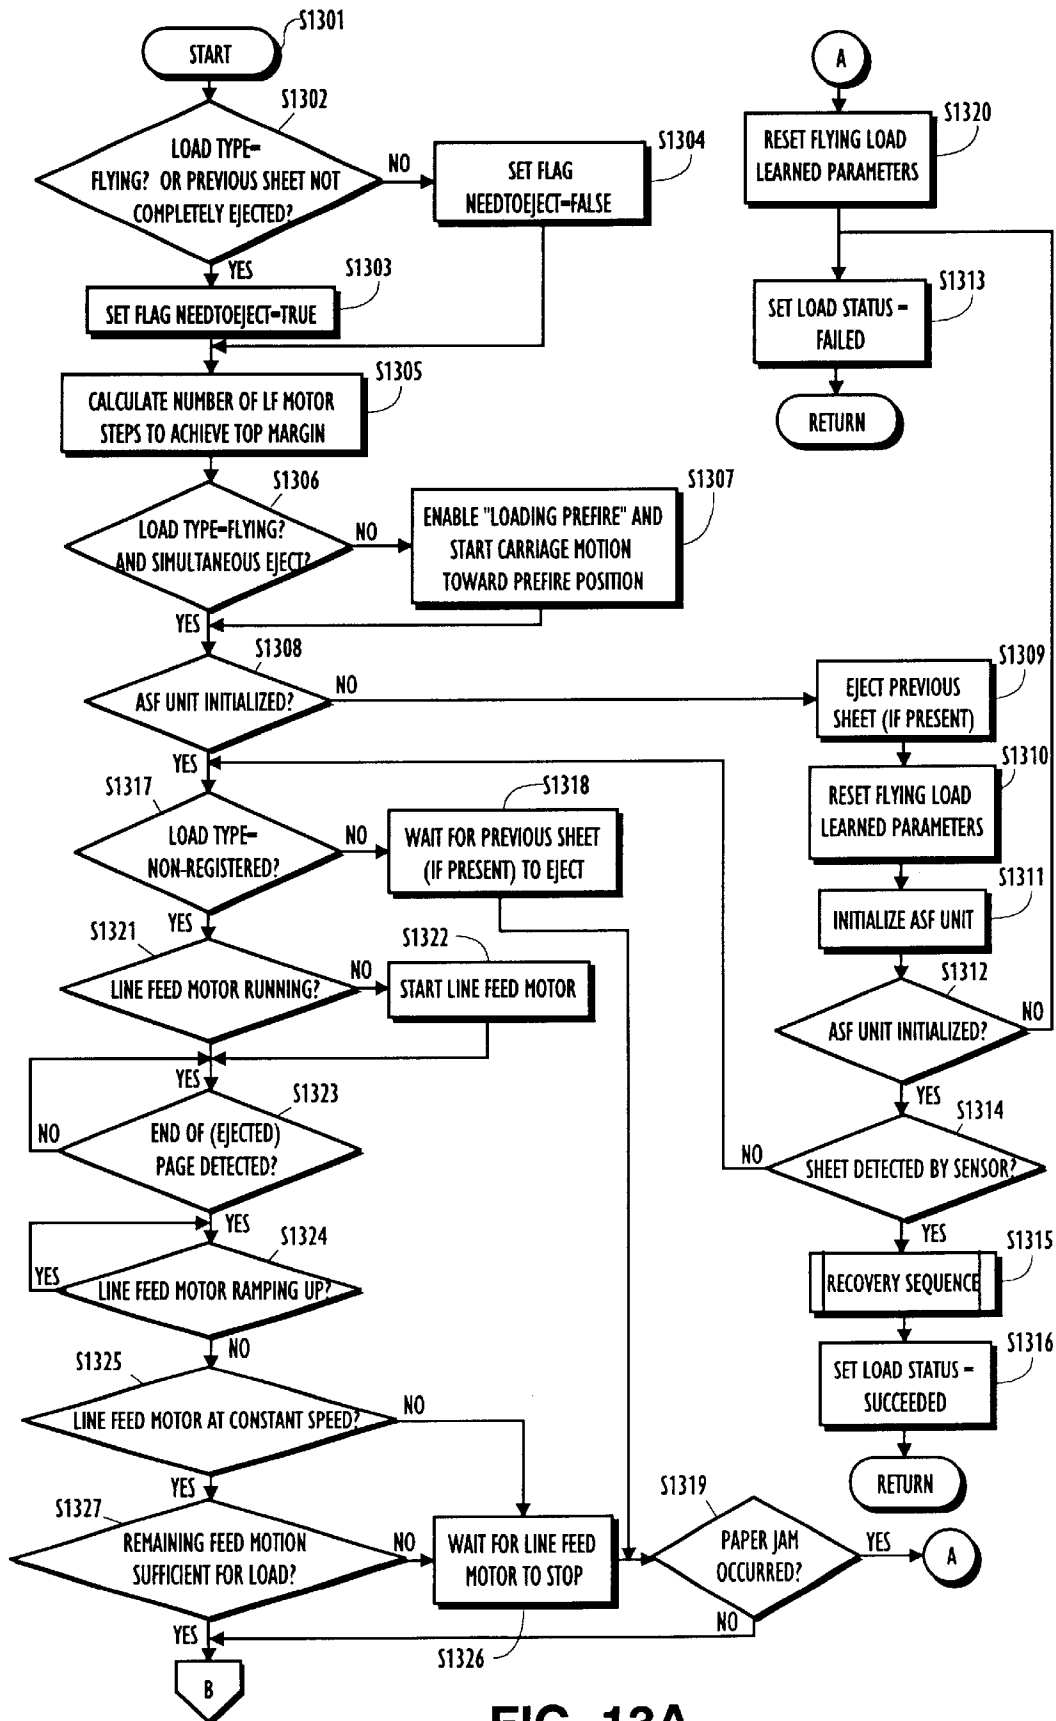 S1301
START
S1302
LOAD TYPE=
FLYING? OR PREVIOUS SHEET NOT
COMPLETELY EJECTED?
NO
S1304
SET FLAG
NEEDTOEJECT=FALSE
YES
S1303
SET FLAG NEEDTOEJECT=TRUE
S1305
CALCULATE NUMBER OF LF MOTOR
STEPS TO ACHIEVE TOP MARGIN
S1306
LOAD TYPE=FLYING?
AND SIMULTANEOUS EJECT?
NO
S1307
ENABLE "LOADING PREFIRE" AND
START CARRIAGE MOTION
TOWARD PREFIRE POSITION
YES
S1308
ASF UNIT INITIALIZED?
NO
YES
S1317
LOAD TYPE=
NON-REGISTERED?
NO
S1318
WAIT FOR PREVIOUS SHEET
(IF PRESENT) TO EJECT
YES
S1321
LINE FEED MOTOR RUNNING?
NO
S1322
START LINE FEED MOTOR
YES
S1323
END OF (EJECTED)
PAGE DETECTED?
NO
YES
S1324
LINE FEED MOTOR RAMPING UP?
YES
NO
S1325
LINE FEED MOTOR AT CONSTANT SPEED?
NO
YES
S1327
REMAINING FEED MOTION
SUFFICIENT FOR LOAD?
NO
WAIT FOR LINE FEED
MOTOR TO STOP
S1326
S1319
PAPER JAM
OCCURRED?
YES
A
NO
YES
B
A
S1320
RESET FLYING LOAD
LEARNED PARAMETERS
S1313
SET LOAD STATUS =
FAILED
RETURN
S1309
EJECT PREVIOUS
SHEET (IF PRESENT)
S1310
RESET FLYING LOAD
LEARNED PARAMETERS
S1311
INITIALIZE ASF UNIT
S1312
ASF UNIT INITIALIZED?
NO
YES
S1314
SHEET DETECTED BY SENSOR?
NO
YES
S1315
RECOVERY SEQUENCE
S1316
SET LOAD STATUS =
SUCCEEDED
RETURN
FIG. 13A